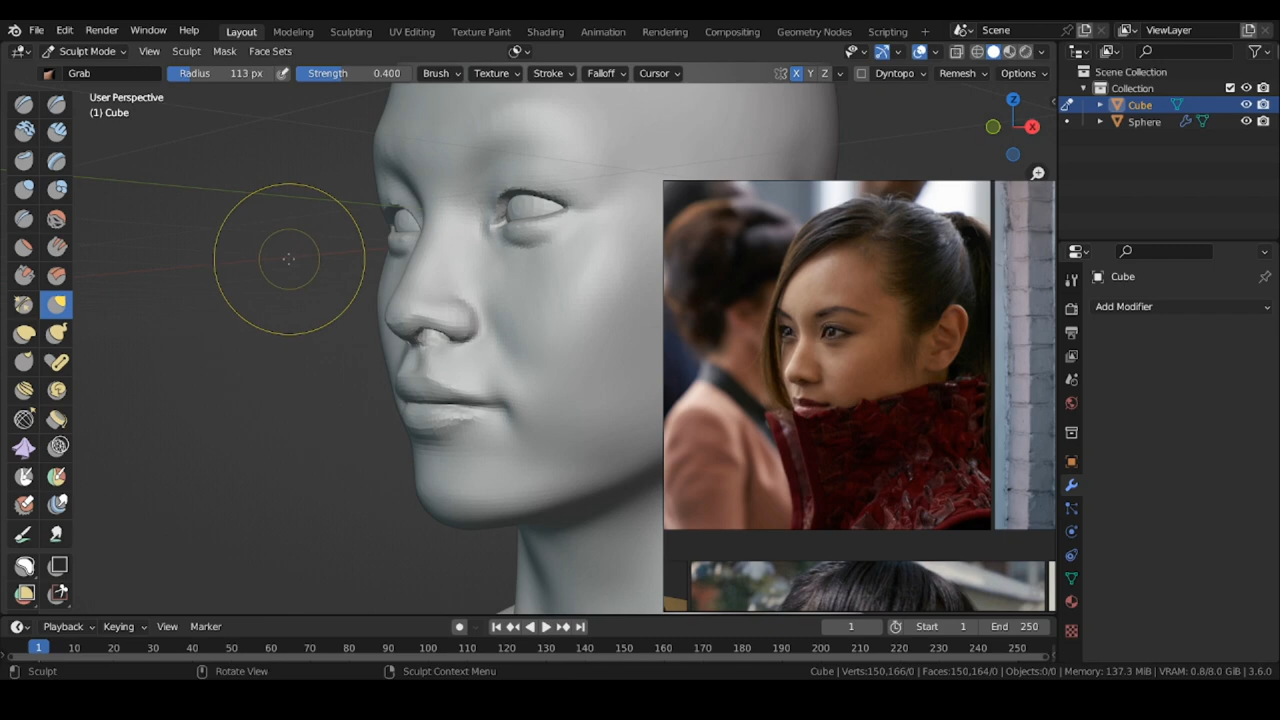 File Edit Render Window Help Layout Modeling Sculpting UV Editing Texture Paint Shading Animation Rendering Compositing Geometry Nodes Scripting + Scene ViewLayer
Sculpt Mode View Sculpt Mask Face Sets
Grab Radius 113 px Strength 0.400 Brush Texture Stroke Falloff Cursor X Y Z Dyntopo Remesh Options
Scene Collection
Collection
Cube
Sphere
User Perspective
(1) Cube
Z
X
Cube
Add Modifier
Playback Keying View Marker 1 Start 1 End 250
1 10 20 30 40 50 60 70 80 90 100 110 120 130 140 150 160 170 180 190 200 210 220 230 240 250
Sculpt Rotate View Sculpt Context Menu Cube | Verts:150,166/0 | Faces:150,164/0 | Objects:0/0 | Memory: 137.3 MiB | VRAM: 0.8/8.0 GiB | 3.6.0